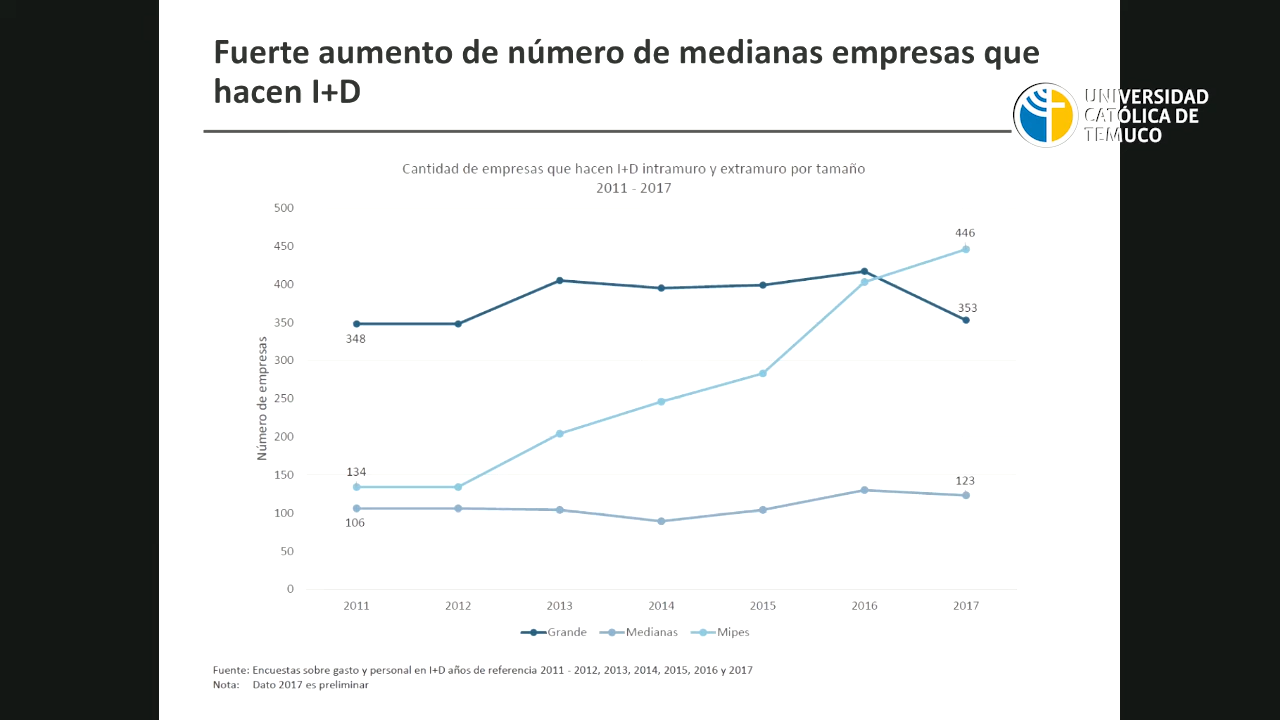 Fuerte aumento de número de medianas empresas que
hacen I+D
UNIVERSIDAD
CATÓLICA DE
TEMUCO
Cantidad de empresas que hacen I+D intramuro y extramuro por tamaño
2011 - 2017
Número de empresas
500
450
400
350
300
250
200
150
100
50
0
348
134
106
446
353
123
2011 2012 2013 2014 2015 2016 2017
Grande Medianas Mipes
Fuente: Encuestas sobre gasto y personal en I+D años de referencia 2011 - 2012, 2013, 2014, 2015, 2016 y 2017
Nota: Dato 2017 es preliminar